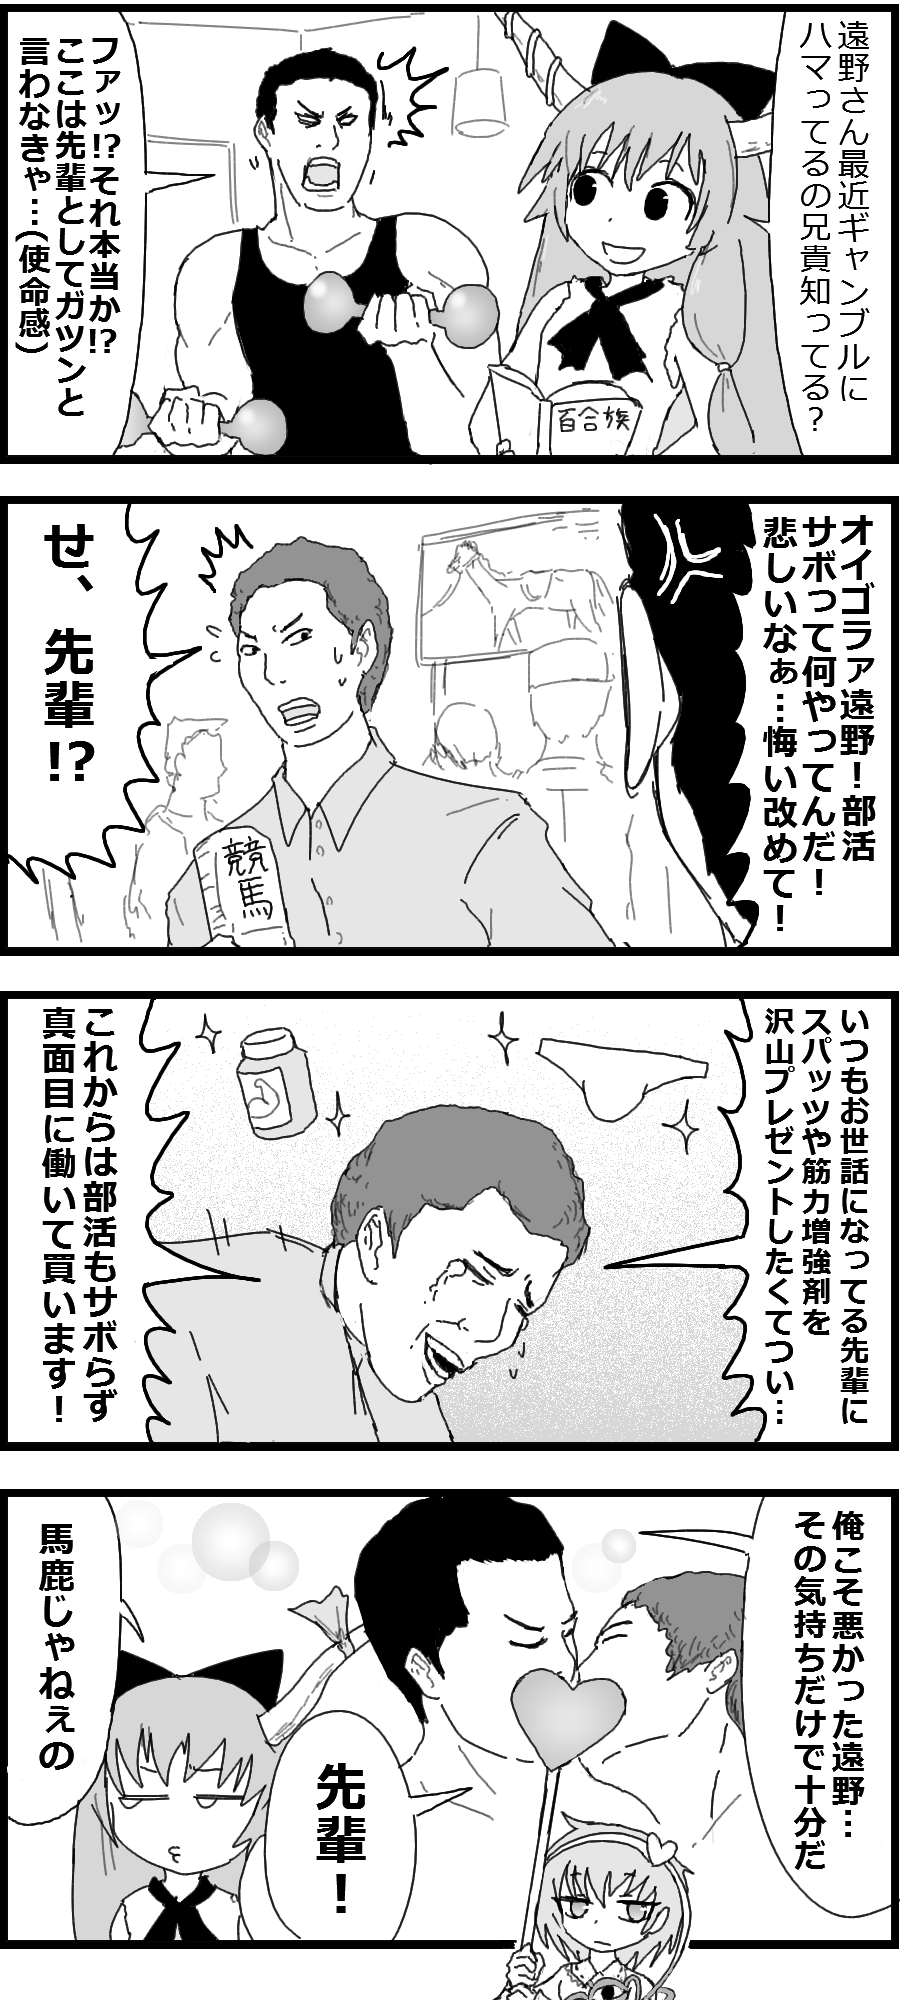 遠野さん最近ギャンブルに
ハマってるの兄貴知ってる？
ファッ!?それ本当か!?
ここは先輩としてガツンと
言わなきゃ…(使命感)
百合族
オイゴラァ遠野！部活
サボって何やってんだ！
悲しいなぁ…悔い改めて！
せ、先輩!?
競馬
いつもお世話になってる先輩に
スパッツや筋力増強剤を
沢山プレゼントしたくてつい…
これからは部活もサボらず
真面目に働いて買います！
俺こそ悪かった遠野…
その気持ちだけで十分だ
先輩！
馬鹿じゃねぇの